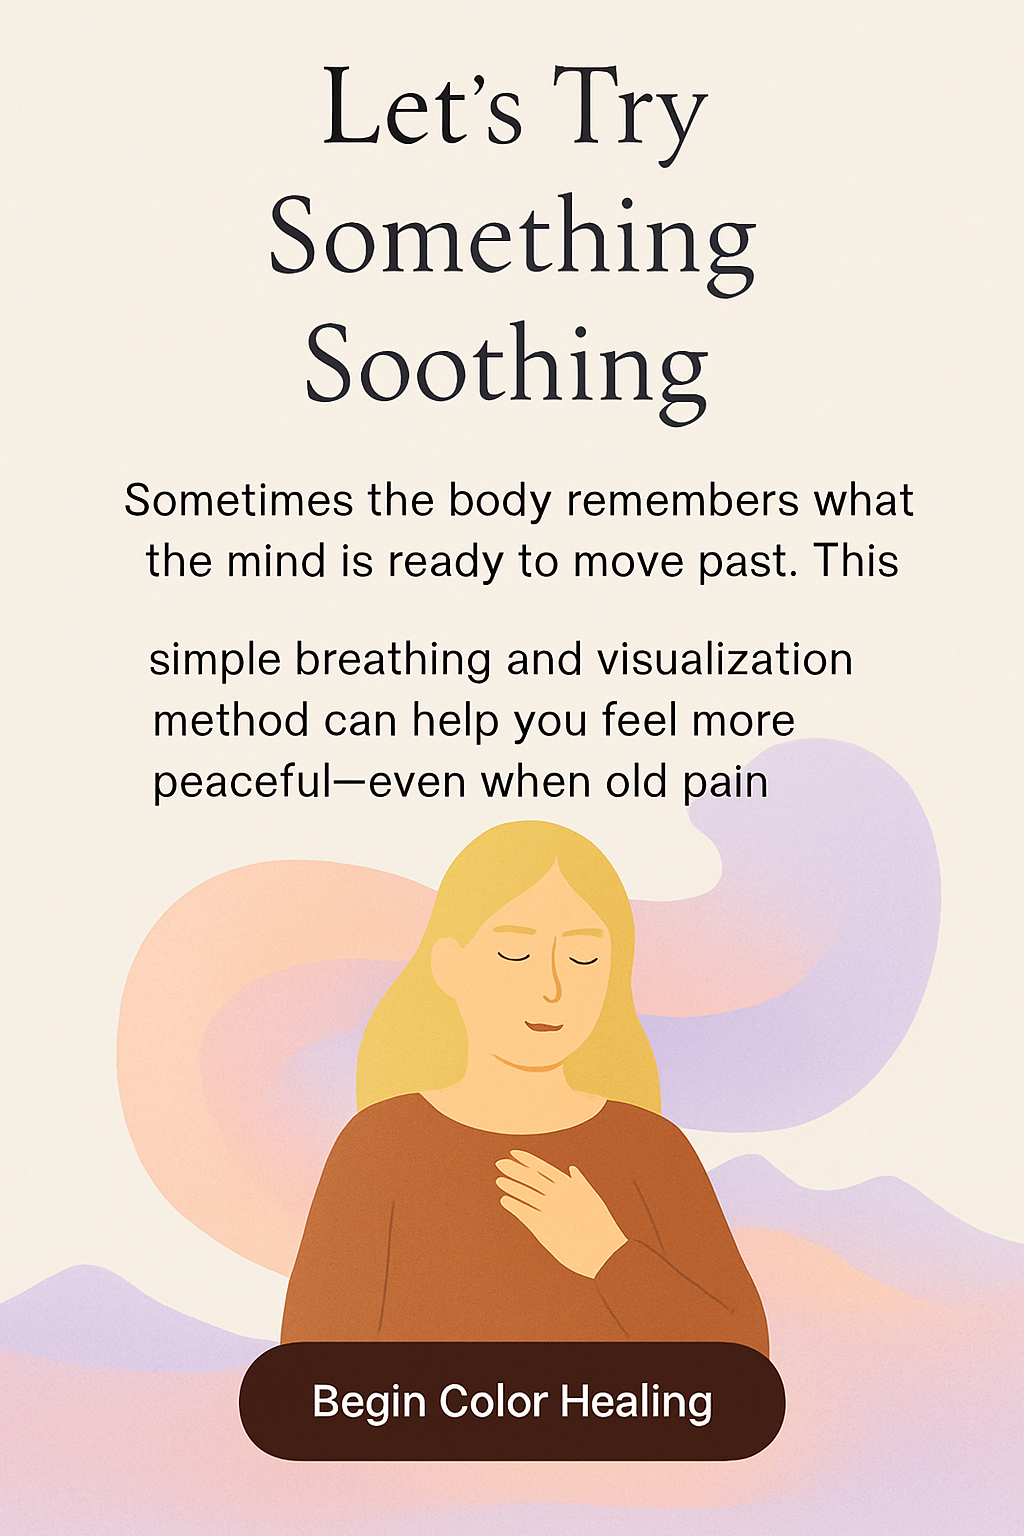 Let’s Try
Something
Soothing
Sometimes the body remembers what
the mind is ready to move past. This
simple breathing and visualization
method can help you feel more
peaceful—even when old pain
Begin Color Healing